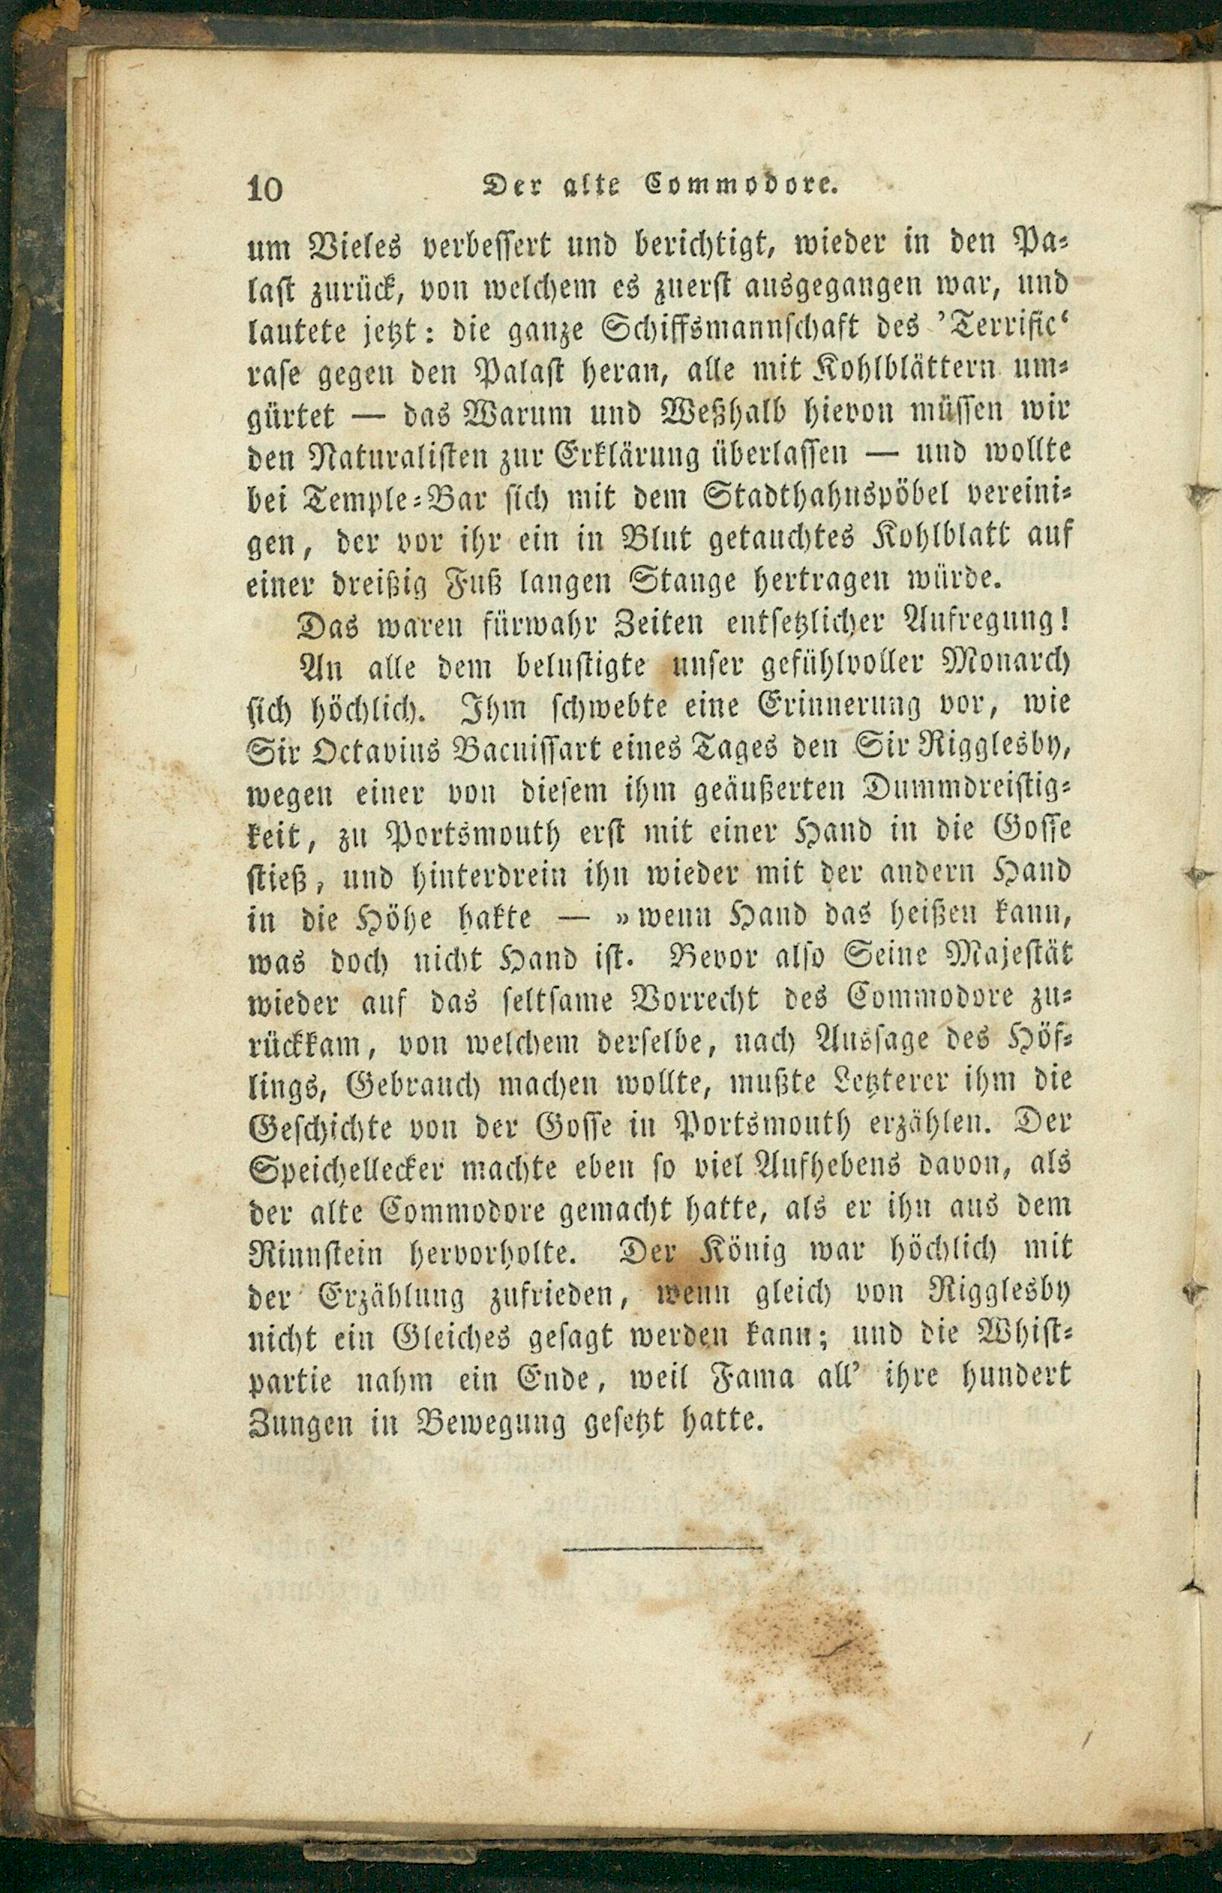 10 Der alte Commodore.
um Vieles verbessert und berichtigt, wieder in den Pa-
last zurück, von welchem es zuerst ausgegangen war, und
lautete jetzt: die ganze Schiffsmannschaft des ’Terrific‘
rase gegen den Palast heran, alle mit Kohlblättern um-
gürtet — das Warum und Weßhalb hievon müssen wir
den Naturalisten zur Erklärung überlassen — und wollte
bei Temple-Bar sich mit dem Stadthahnspöbel vereini-
gen, der vor ihr ein in Blut getauchtes Kohlblatt auf
einer dreißig Fuß langen Stange hertragen würde.
Das waren fürwahr Zeiten entsetzlicher Aufregung!
An alle dem belustigte unser gefühlvoller Monarch
sich höchlich. Ihm schwebte eine Erinnerung vor, wie
Sir Octavius Bacuissart eines Tages den Sir Rigglesby,
wegen einer von diesem ihm geäußerten Dummdreistig-
keit, zu Portsmouth erst mit einer Hand in die Gosse
stieß, und hinterdrein ihn wieder mit der andern Hand
in die Höhe hakte — »wenn Hand das heißen kann,
was doch nicht Hand ist. Bevor also Seine Majestät
wieder auf das seltsame Vorrecht des Commodore zu-
rückkam, von welchem derselbe, nach Aussage des Höf-
lings, Gebrauch machen wollte, mußte Letzterer ihm die
Geschichte von der Gosse in Portsmouth erzählen. Der
Speichellecker machte eben so viel Aufhebens davon, als
der alte Commodore gemacht hatte, als er ihn aus dem
Rinnstein hervorholte. Der König war höchlich mit
der Erzählung zufrieden, wenn gleich von Rigglesby
nicht ein Gleiches gesagt werden kann; und die Whist-
partie nahm ein Ende, weil Fama all’ ihre hundert
Zungen in Bewegung gesetzt hatte.